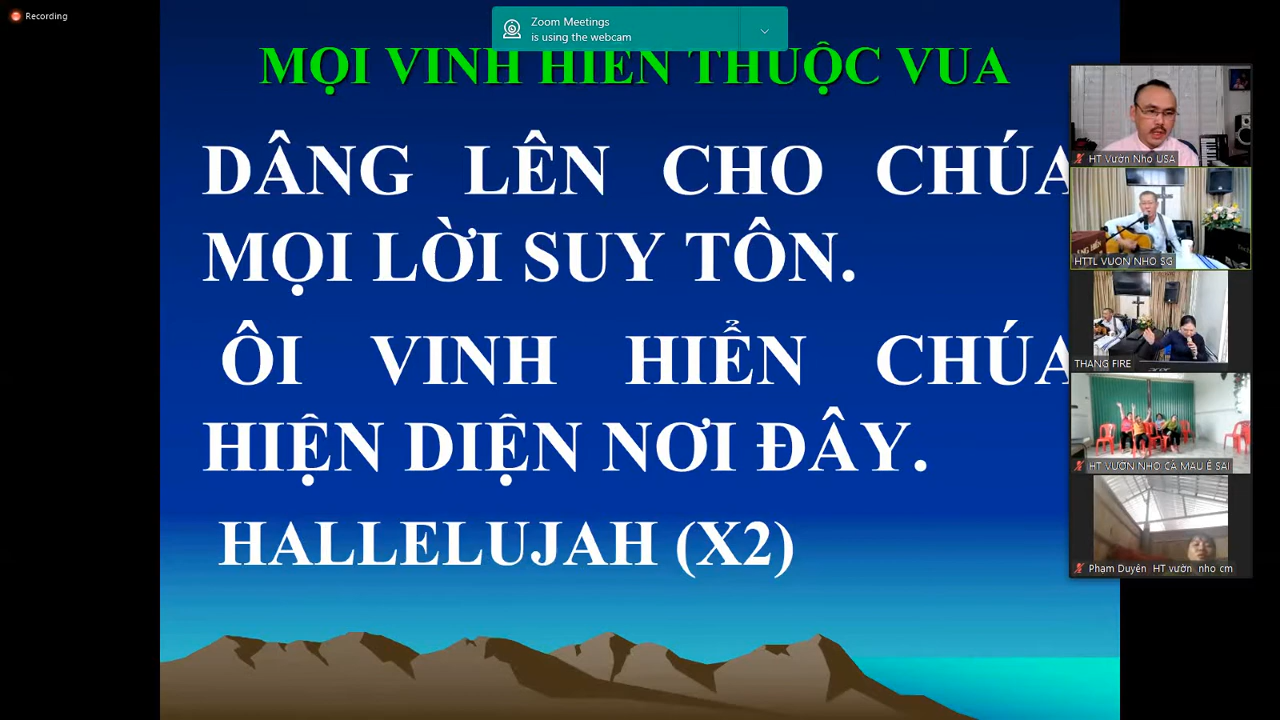 Recording
Zoom Meetings
is using the webcam
MỌI VINH HIỂN THUỘC VUA
DÂNG LÊN CHO CHÚA
MỌI LỜI SUY TÔN.
ÔI VINH HIỂN CHÚA
HIỆN DIỆN NƠI ĐÂY.
HALLELUJAH (X2)
HT Vườn Nho USA
HTTL VUON NHO SG
THANG FIRE
acer
HT VƯỜN NHO CÀ MAU Ê SAI
Phạm Duyên HT vườn nho cm